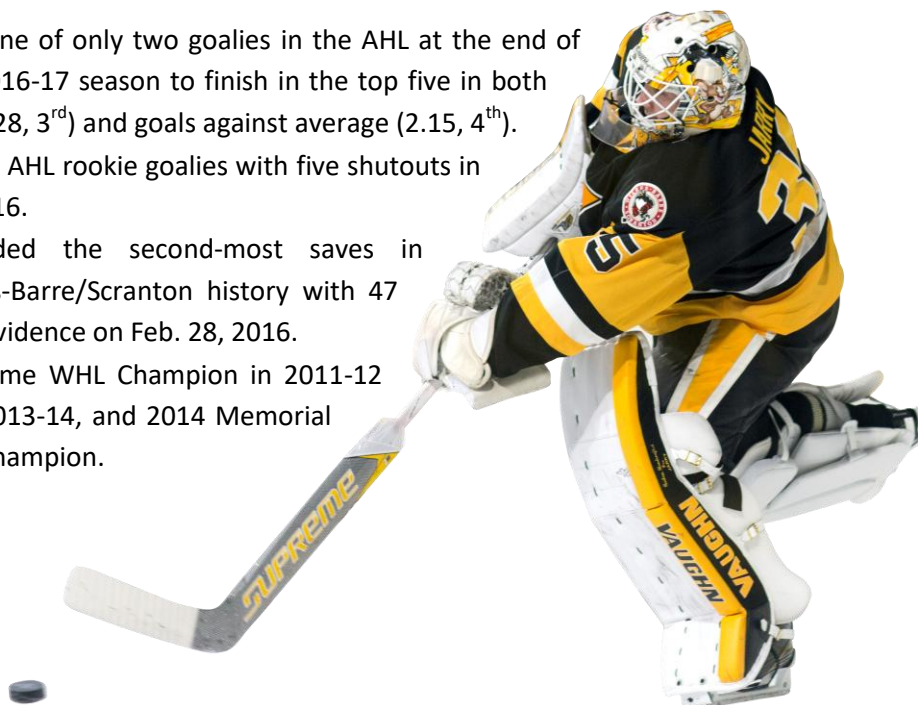 ne of only two goalies in the AHL at the end of
16-17 season to finish in the top five in both
28, 3rd) and goals against average (2.15, 4th).
AHL rookie goalies with five shutouts in
16.
ded the second-most saves in
s-Barre/Scranton history with 47
vidence on Feb. 28, 2016.
me WHL Champion in 2011-12
013-14, and 2014 Memorial
hampion.
JARRY
35
5
SUPREME
VAUGHN
VAUGHN